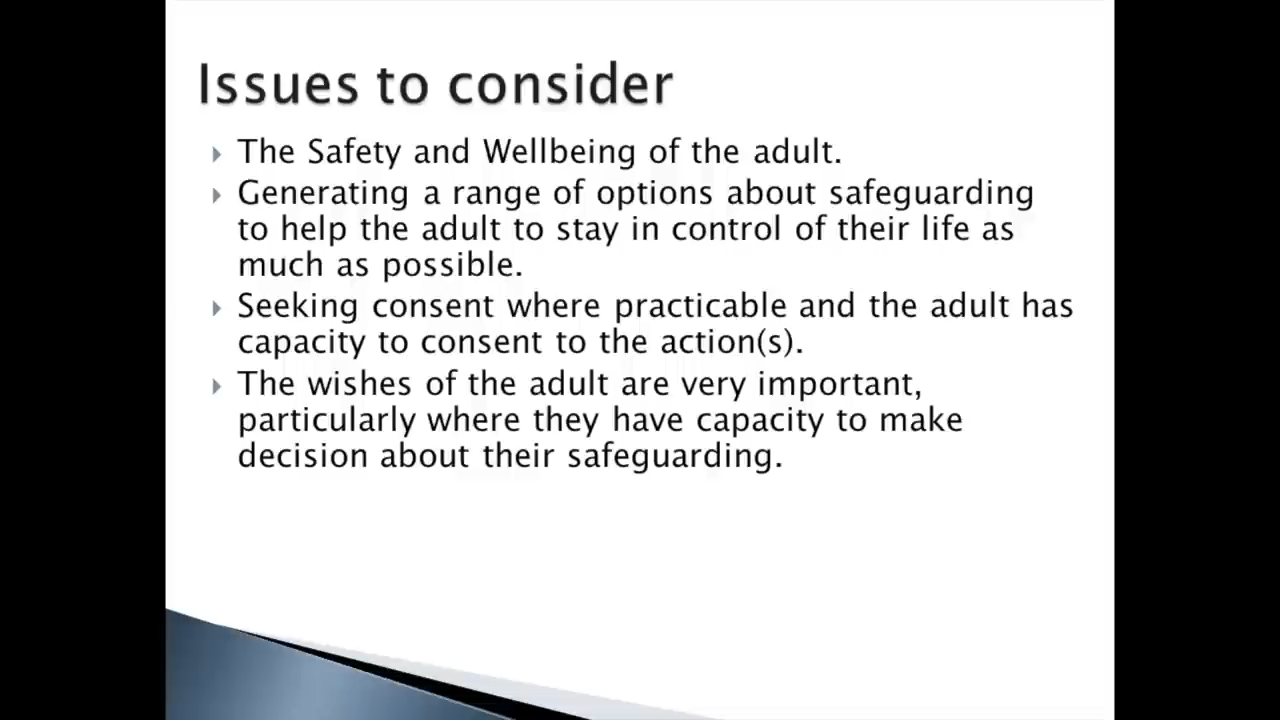 Issues to consider
The Safety and Wellbeing of the adult.
Generating a range of options about safeguarding
to help the adult to stay in control of their life as
much as possible.
Seeking consent where practicable and the adult has
capacity to consent to the action(s).
The wishes of the adult are very important,
particularly where they have capacity to make
decision about their safeguarding.